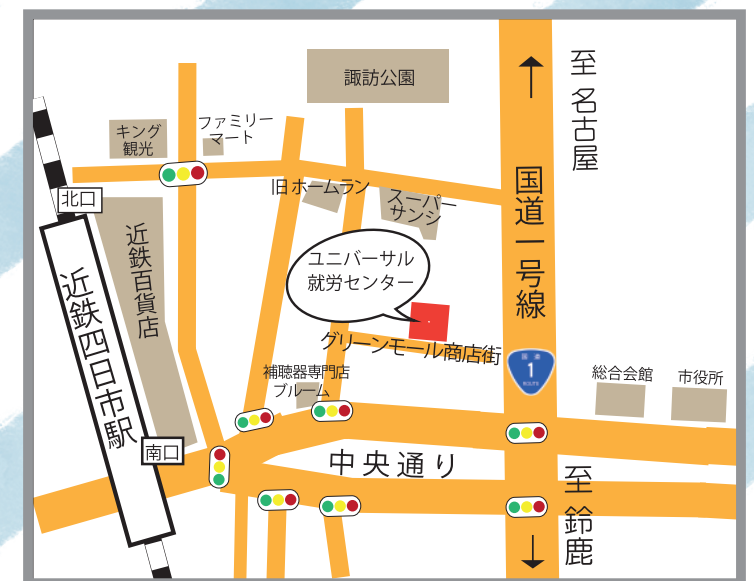 諏訪公園
至 名古屋
キング
観光
ファミリー
マート
北口
旧 ホームラン
スーパー
サンシ
国道一号線
近鉄百貨店
ユニバーサル
就労センター
近鉄四日市駅
グリーンモール商店街
国道
1
ROUTE
補聴器専門店
ブルーム
総合会館
市役所
南口
中央通り
至 鈴鹿